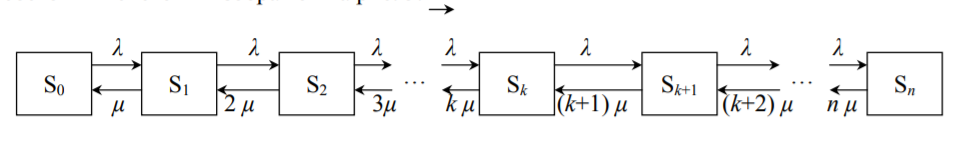 λ λ λ λ λ λ λ
S0 S1 S2 ... Sk Sk+1 ... Sn
μ 2 μ 3μ k μ (k+1) μ (k+2) μ n μ